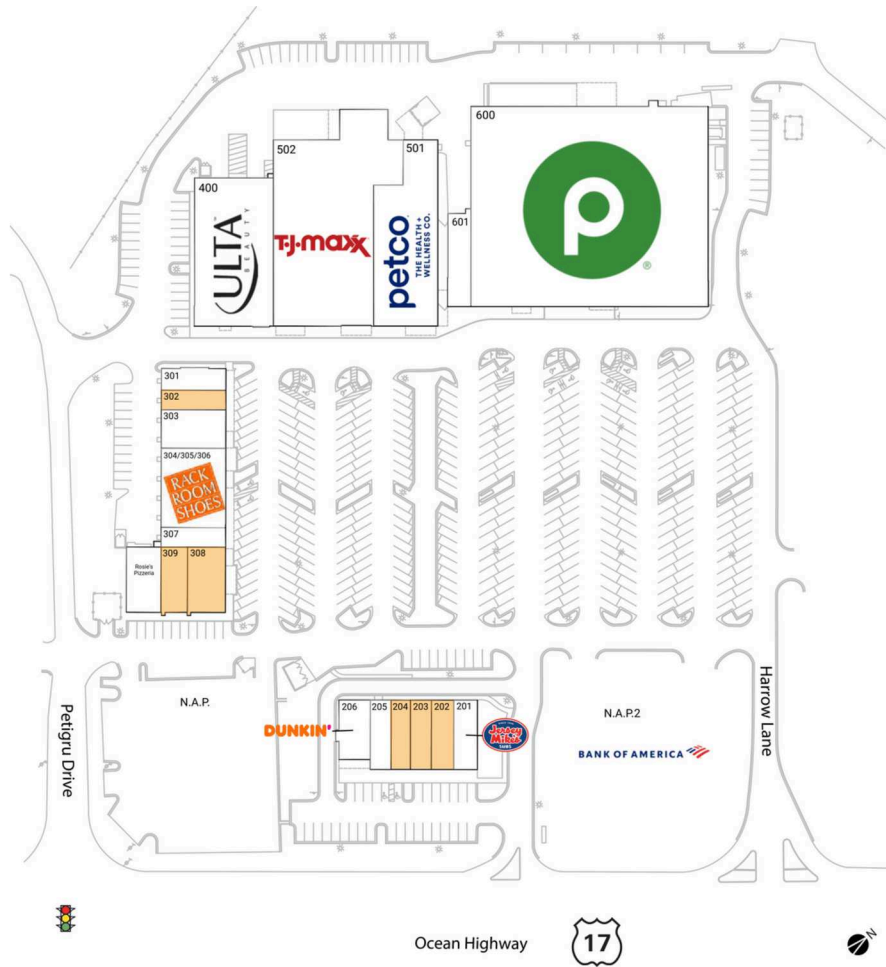 600
502
501
400
ULTA
BEAUTY
T·J·maxx
petco
THE HEALTH +
WELLNESS CO.
p
®
601
301
302
303
304/305/306
RACK
ROOM
SHOES
307
309
308
Rosie's
Pizzeria
N.A.P.
206
205
204
203
202
201
DUNKIN'
Jersey
Mike's
SUBS
N.A.P.2
BANK OF AMERICA
Petigru Drive
Harrow Lane
Ocean Highway
17
N